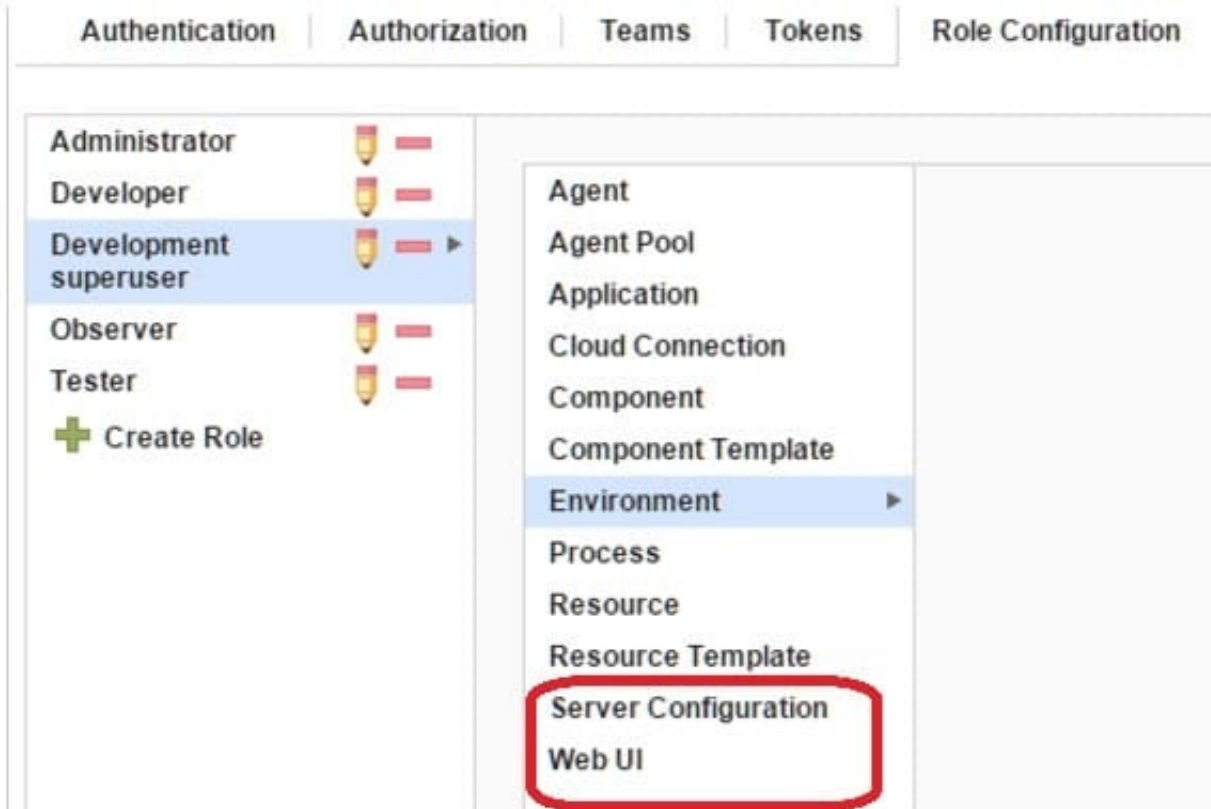 Authentication
Authorization
Teams
Tokens
Role Configuration
Administrator
Developer
Development
superuser
Observer
Tester
Create Role
Agent
Agent Pool
Application
Cloud Connection
Component
Component Template
Environment
Process
Resource
Resource Template
Server Configuration
Web UI